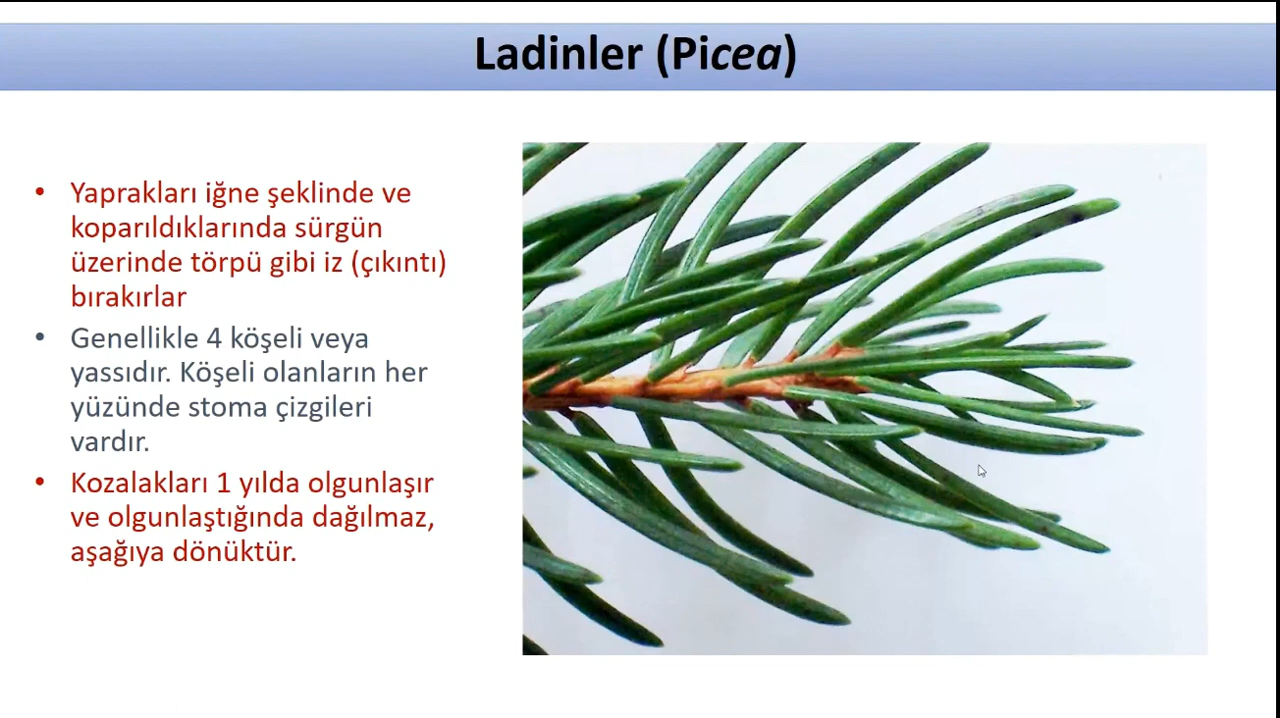 Ladinler (Picea)
• Yaprakları iğne şeklinde ve
koparıldıklarında sürgün
üzerinde törpü gibi iz (çıkıntı)
bırakırlar
• Genellikle 4 köşeli veya
yassıdır. Köşeli olanların her
yüzünde stoma çizgileri
vardır.
• Kozalakları 1 yılda olgunlaşır
ve olgunlaştığında dağılmaz,
aşağıya dönüktür.